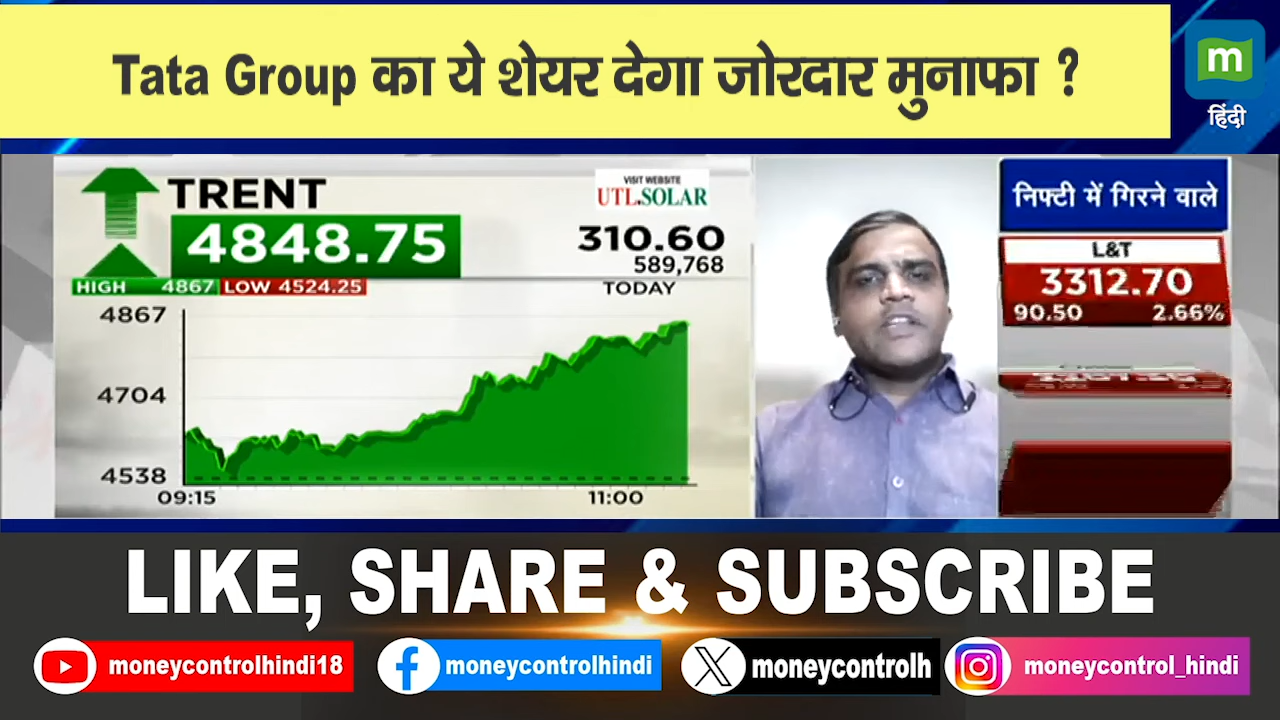 Tata Group का ये शेयर देगा जोरदार मुनाफा ?
m
हिंदी
TRENT
4848.75
HIGH 4867 LOW 4524.25
VISIT WEBSITE
UTL.SOLAR
310.60
589,768
TODAY
4867
4704
4538
09:15
11:00
निफ्टी में गिरने वाले
L&T
3312.70
90.50 2.66%
LIKE, SHARE & SUBSCRIBE
moneycontrolhindi18
moneycontrolhindi
moneycontrolh
moneycontrol_hindi